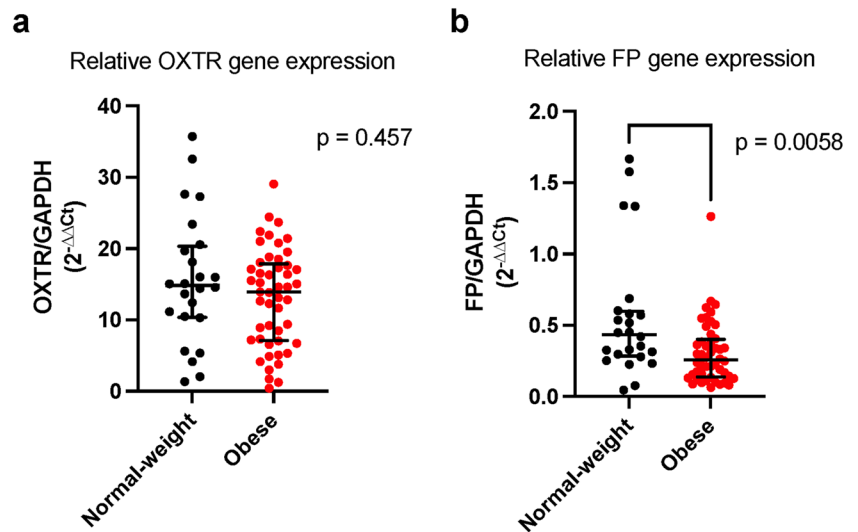 a
Relative OXTR gene expression
p = 0.457
OXTR/GAPDH
(2-ΔΔCt)
40
30
20
10
0
Normal-weight
Obese
b
Relative FP gene expression
p = 0.0058
FP/GAPDH
(2-ΔΔCt)
2.0
1.5
1.0
0.5
0.0
Normal-weight
Obese